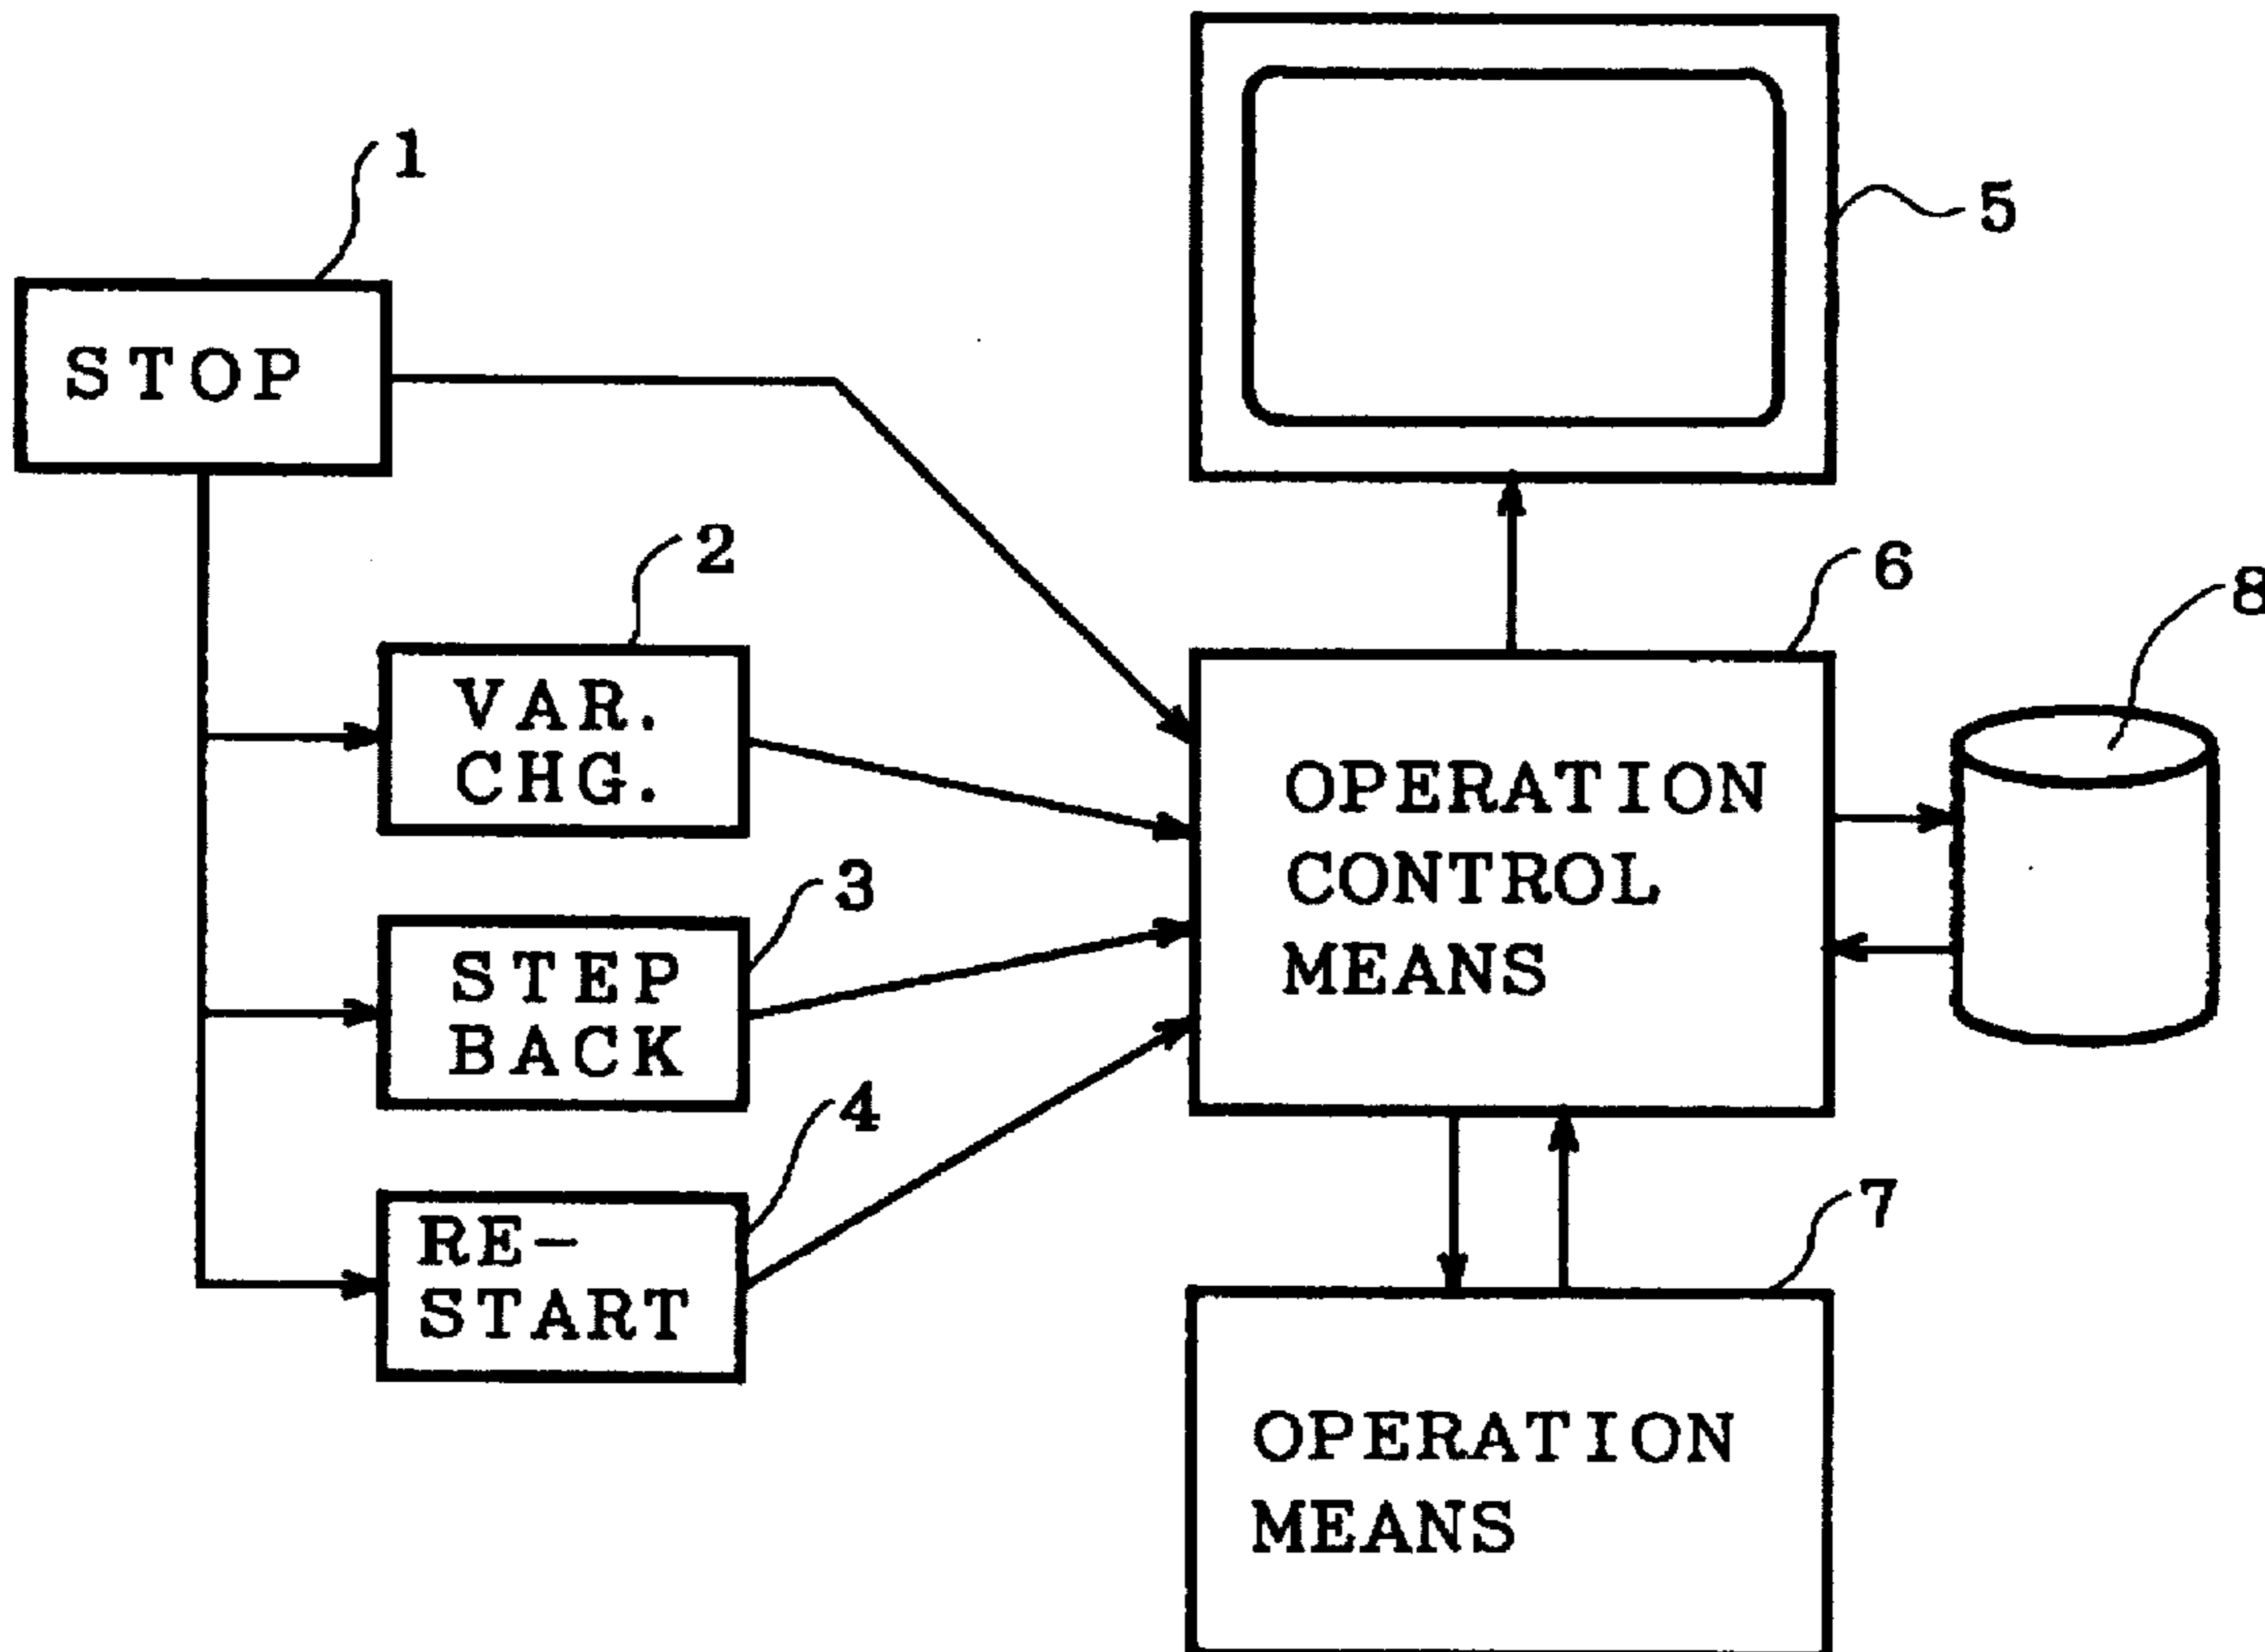 1
STOP
2
VAR.
CHG.
3
STEP
BACK
4
RE-
START
5
6
OPERATION
CONTROL
MEANS
8
7
OPERATION
MEANS